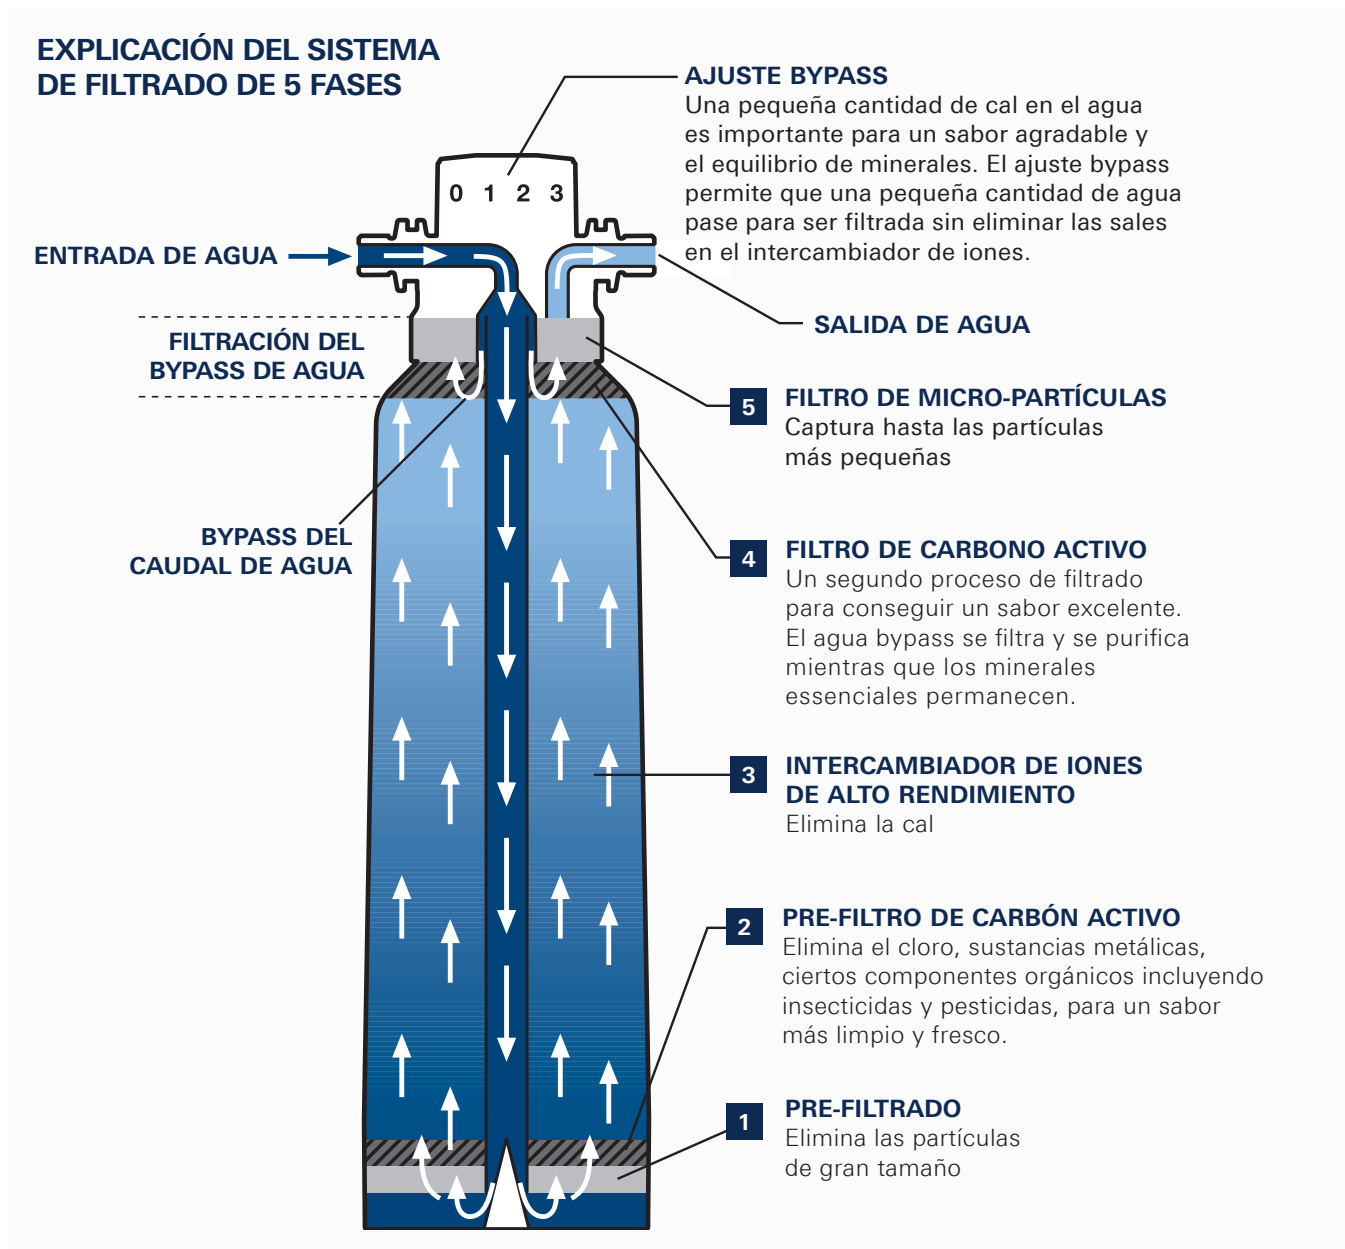 EXPLICACIÓN DEL SISTEMA
DE FILTRADO DE 5 FASES
AJUSTE BYPASS
Una pequeña cantidad de cal en el agua
es importante para un sabor agradable y
el equilibrio de minerales. El ajuste bypass
permite que una pequeña cantidad de agua
pase para ser filtrada sin eliminar las sales
en el intercambiador de iones.
0 1 2 3
ENTRADA DE AGUA
SALIDA DE AGUA
FILTRACIÓN DEL
BYPASS DE AGUA
5
FILTRO DE MICRO-PARTÍCULAS
Captura hasta las partículas
más pequeñas
BYPASS DEL
CAUDAL DE AGUA
4
FILTRO DE CARBONO ACTIVO
Un segundo proceso de filtrado
para conseguir un sabor excelente.
El agua bypass se filtra y se purifica
mientras que los minerales
essenciales permanecen.
3
INTERCAMBIADOR DE IONES
DE ALTO RENDIMIENTO
Elimina la cal
2
PRE-FILTRO DE CARBÓN ACTIVO
Elimina el cloro, sustancias metálicas,
ciertos componentes orgánicos incluyendo
insecticidas y pesticidas, para un sabor
más limpio y fresco.
1
PRE-FILTRADO
Elimina las partículas
de gran tamaño